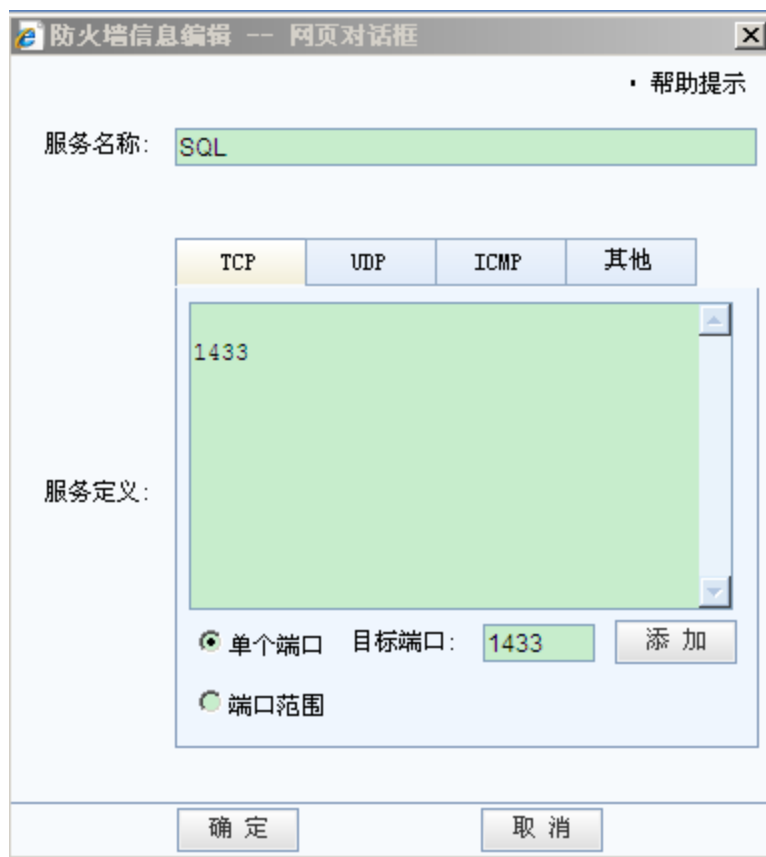 防火墙信息编辑 -- 网页对话框
· 帮助提示
服务名称: SQL
TCP UDP ICMP 其他
1433
服务定义:
单个端口 目标端口: 1433 添 加
端口范围
确 定 取 消